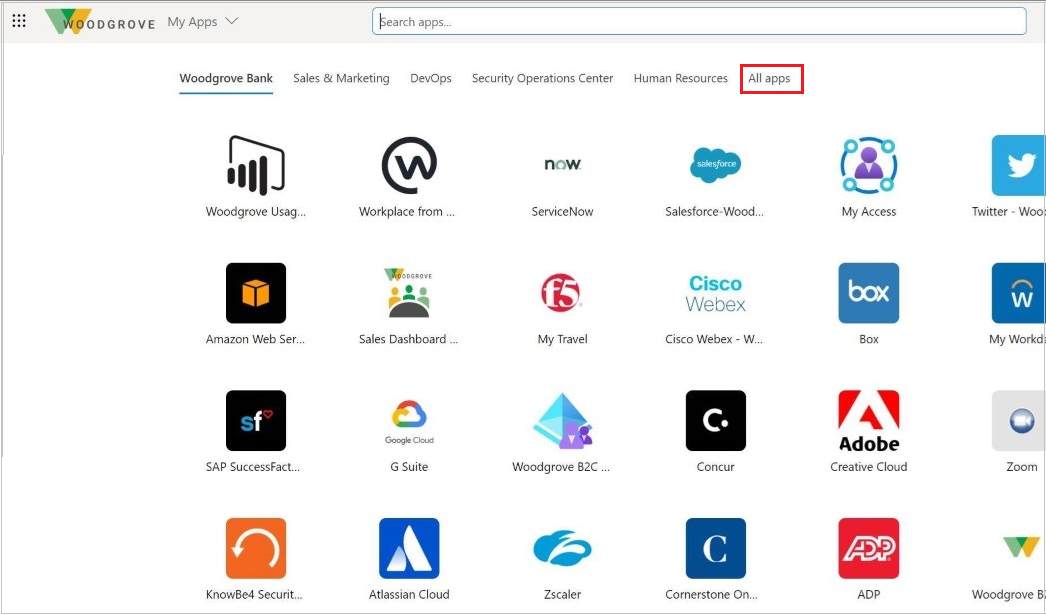 WOODGROVE My Apps Search apps...
Woodgrove Bank Sales & Marketing DevOps Security Operations Center Human Resources All apps
now salesforce
Woodgrove Usag... Workplace from ... ServiceNow Salesforce-Wood... My Access Twitter - Woo
WOODGROVE f5 Cisco Webex box W
Amazon Web Ser... Sales Dashboard ... My Travel Cisco Webex - W... Box My Workd
sf Google Cloud C. Adobe
SAP SuccessFact... G Suite Woodgrove B2C ... Concur Creative Cloud Zoom
C ADP
KnowBe4 Securit... Atlassian Cloud Zscaler Cornerstone On... ADP Woodgrove B